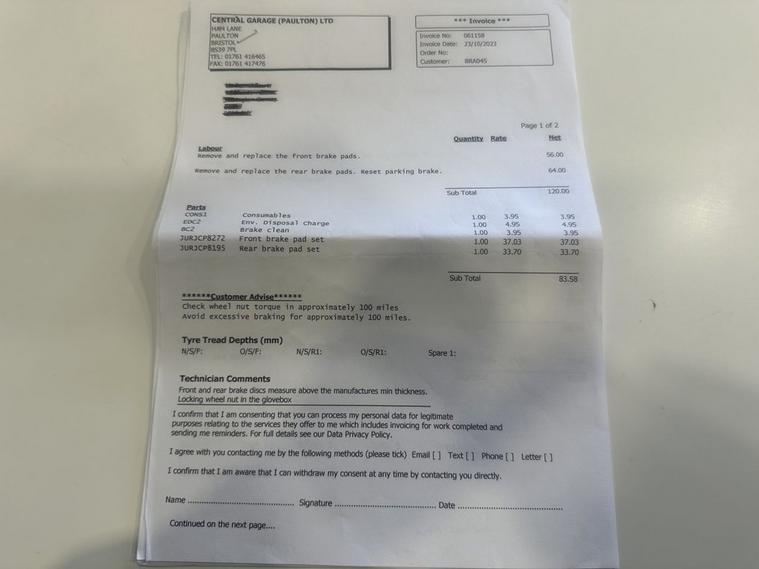 CENTRAL GARAGE (PAULTON) LTD
HAM LANE
PAULTON
BRISTOL
BS39 7PL
TEL: 01761 416465
FAX: 01761 417476
*** Invoice ***
Invoice No: 061158
Invoice Date: 23/10/2023
Order No:
Customer: BRA045
Page 1 of 2
Quantity Rate Net
Labour
Remove and replace the front brake pads. 56.00
Remove and replace the rear brake pads. Reset parking brake. 64.00
Sub Total 120.00
Parts
CONS1 Consumables 1.00 3.95 3.95
EDC2 Env. Disposal Charge 1.00 4.95 4.95
BC2 Brake clean 1.00 3.95 3.95
JURJCP8272 Front brake pad set 1.00 37.03 37.03
JURJCP8195 Rear brake pad set 1.00 33.70 33.70
Sub Total 83.58
******Customer Advise******
Check wheel nut torque in approximately 100 miles
Avoid excessive braking for approximately 100 miles.
Tyre Tread Depths (mm)
N/S/F: O/S/F: N/S/R1: O/S/R1: Spare 1:
Technician Comments
Front and rear brake discs measure above the manufactures min thickness.
Locking wheel nut in the glovebox
I confirm that I am consenting that you can process my personal data for legitimate
purposes relating to the services they offer to me which includes invoicing for work completed and
sending me reminders. For full details see our Data Privacy Policy.
I agree with you contacting me by the following methods (please tick) Email [ ] Text [ ] Phone [ ] Letter [ ]
I confirm that I am aware that I can withdraw my consent at any time by contacting you directly.
Name .................................. Signature .................................. Date ..................................
Continued on the next page....